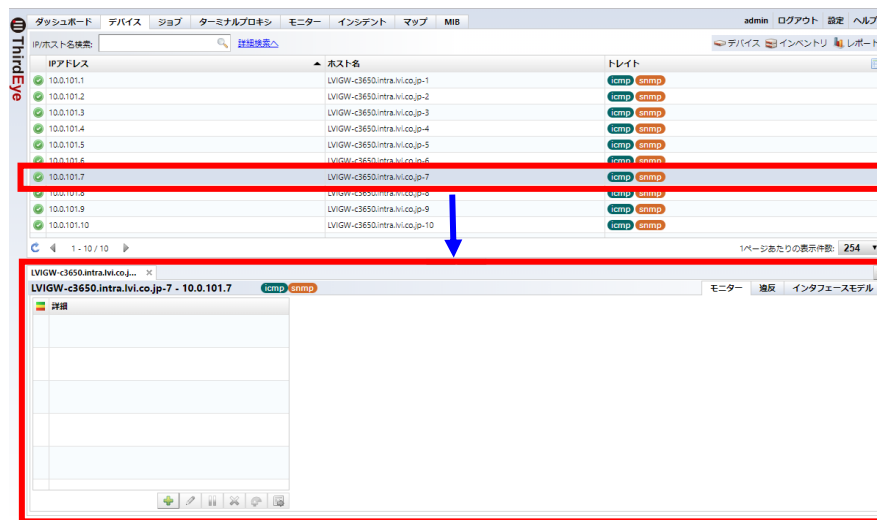 ThirdEye
ダッシュボード デバイス ジョブ ターミナルプロキシ モニター インシデント マップ MIB admin ログアウト 設定 ヘルプ
IP/ホスト名検索: 詳細検索へ デバイス インベントリ レポート
IPアドレス ホスト名 トレイト
10.0.101.1 LVIGW-c3650.intra.lvi.co.jp-1 icmp snmp
10.0.101.2 LVIGW-c3650.intra.lvi.co.jp-2 icmp snmp
10.0.101.3 LVIGW-c3650.intra.lvi.co.jp-3 icmp snmp
10.0.101.4 LVIGW-c3650.intra.lvi.co.jp-4 icmp snmp
10.0.101.5 LVIGW-c3650.intra.lvi.co.jp-5 icmp snmp
10.0.101.6 LVIGW-c3650.intra.lvi.co.jp-6 icmp snmp
10.0.101.7 LVIGW-c3650.intra.lvi.co.jp-7 icmp snmp
10.0.101.8 LVIGW-c3650.intra.lvi.co.jp-8 icmp snmp
10.0.101.9 LVIGW-c3650.intra.lvi.co.jp-9 icmp snmp
10.0.101.10 LVIGW-c3650.intra.lvi.co.jp-10 icmp snmp
1 - 10 / 10 1ページあたりの表示件数: 254
LVIGW-c3650.intra.lvi.co.j...
LVIGW-c3650.intra.lvi.co.jp-7 - 10.0.101.7 icmp snmp モニター 違反 インタフェースモデル
詳細